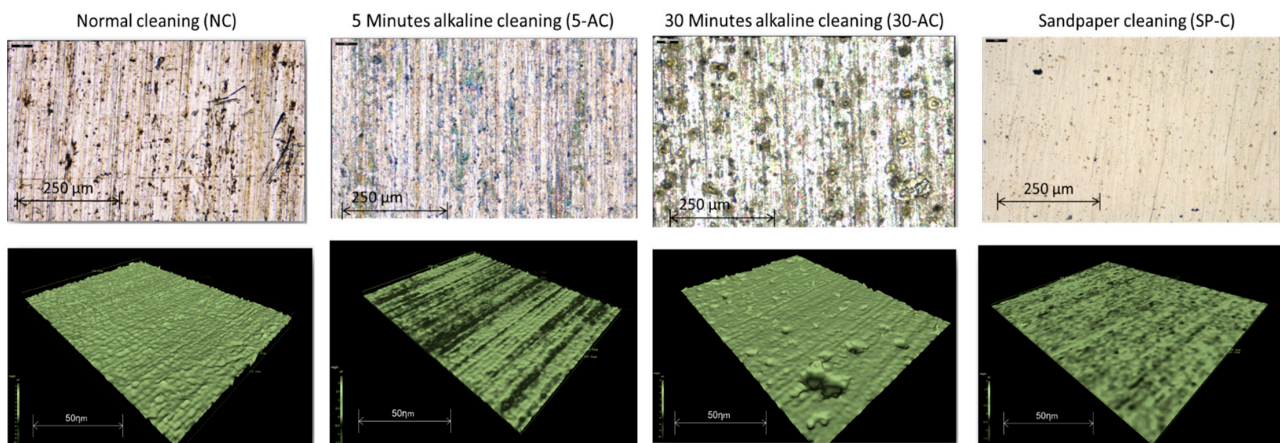 Normal cleaning (NC)
5 Minutes alkaline cleaning (5-AC)
30 Minutes alkaline cleaning (30-AC)
Sandpaper cleaning (SP-C)
250 µm
250 µm
250 µm
250 µm
50ηm
50ηm
50ηm
50ηm